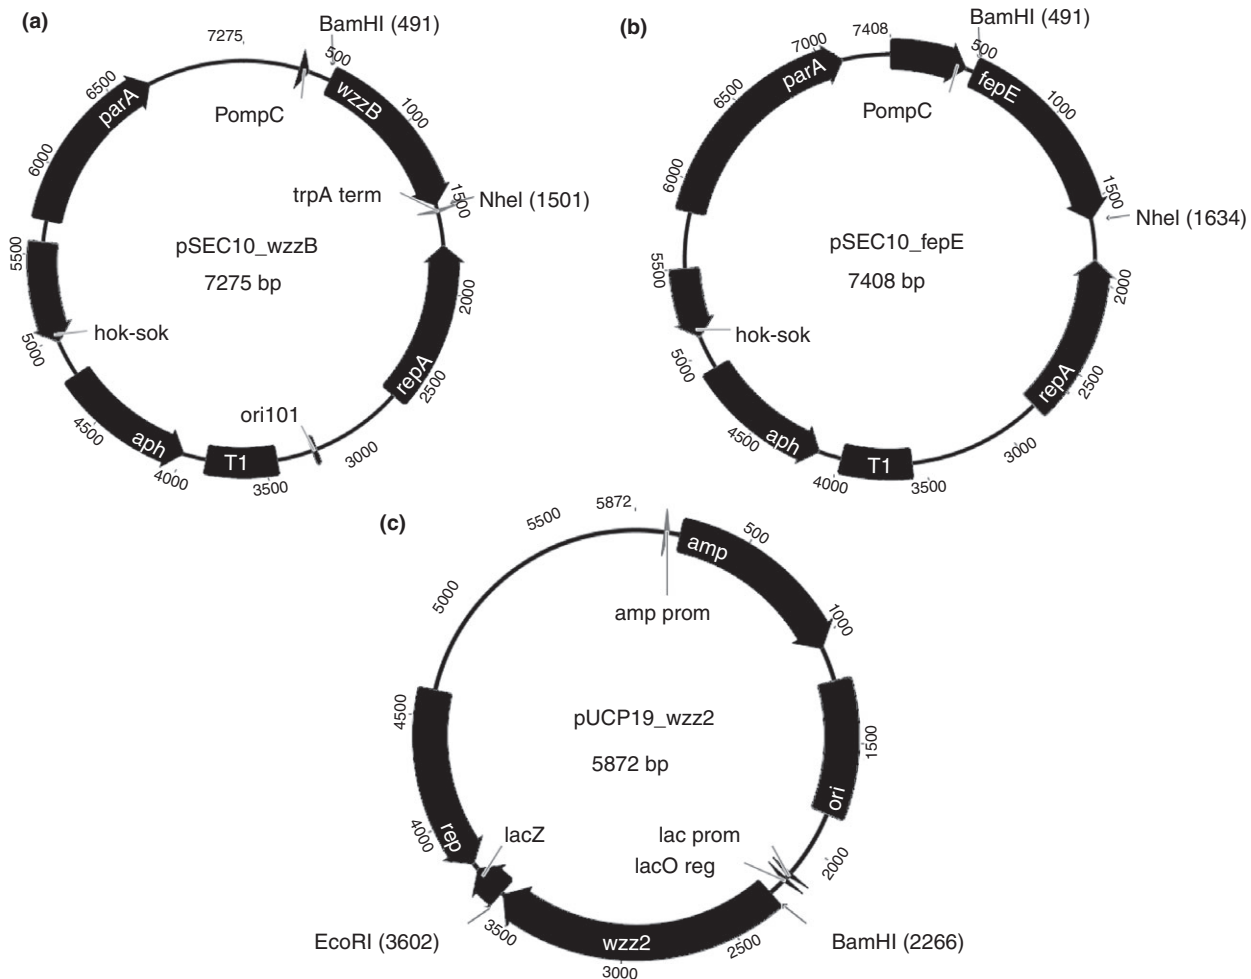 (a)
BamHI (491)
7275
500
wzzB
1000
PompC
parA
6500
6000
trpA term
1500
NheI (1501)
pSEC10_wzzB
7275 bp
5500
hok-sok
5000
2000
repA
2500
ori101
3000
aph
4500
4000
T1
3500
(b)
BamHI (491)
7408
500
fepE
1000
PompC
7000
parA
6500
6000
1500
NheI (1634)
pSEC10_fepE
7408 bp
5500
hok-sok
5000
2000
repA
2500
3000
aph
4500
4000
T1
3500
(c)
5872
5500
amp
500
amp prom
1000
5000
pUCP19_wzz2
5872 bp
4500
1500
ori
rep
4000
lacZ
lac prom
lacO reg
2000
EcoRI (3602)
3500
wzz2
3000
2500
BamHI (2266)